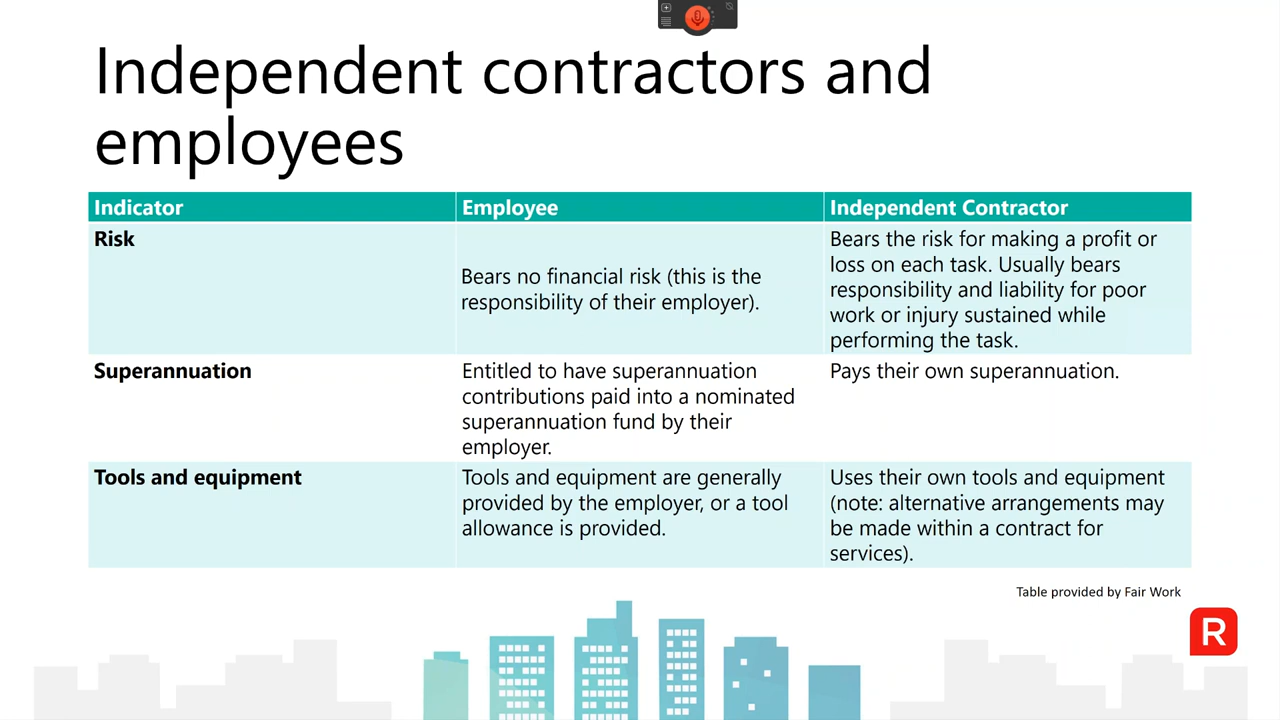 Independent contractors and
employees
Indicator
Employee
Independent Contractor
Risk
Bears no financial risk (this is the
responsibility of their employer).
Bears the risk for making a profit or
loss on each task. Usually bears
responsibility and liability for poor
work or injury sustained while
performing the task.
Superannuation
Entitled to have superannuation
contributions paid into a nominated
superannuation fund by their
employer.
Pays their own superannuation.
Tools and equipment
Tools and equipment are generally
provided by the employer, or a tool
allowance is provided.
Uses their own tools and equipment
(note: alternative arrangements may
be made within a contract for
services).
Table provided by Fair Work
R